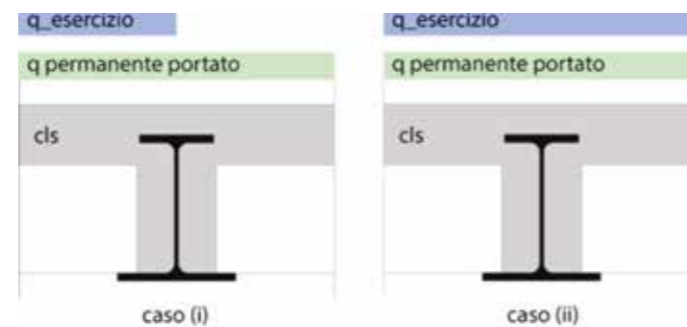 q_esercizio
q permanente portato
cls
caso (i)
q_esercizio
q permanente portato
cls
caso (ii)